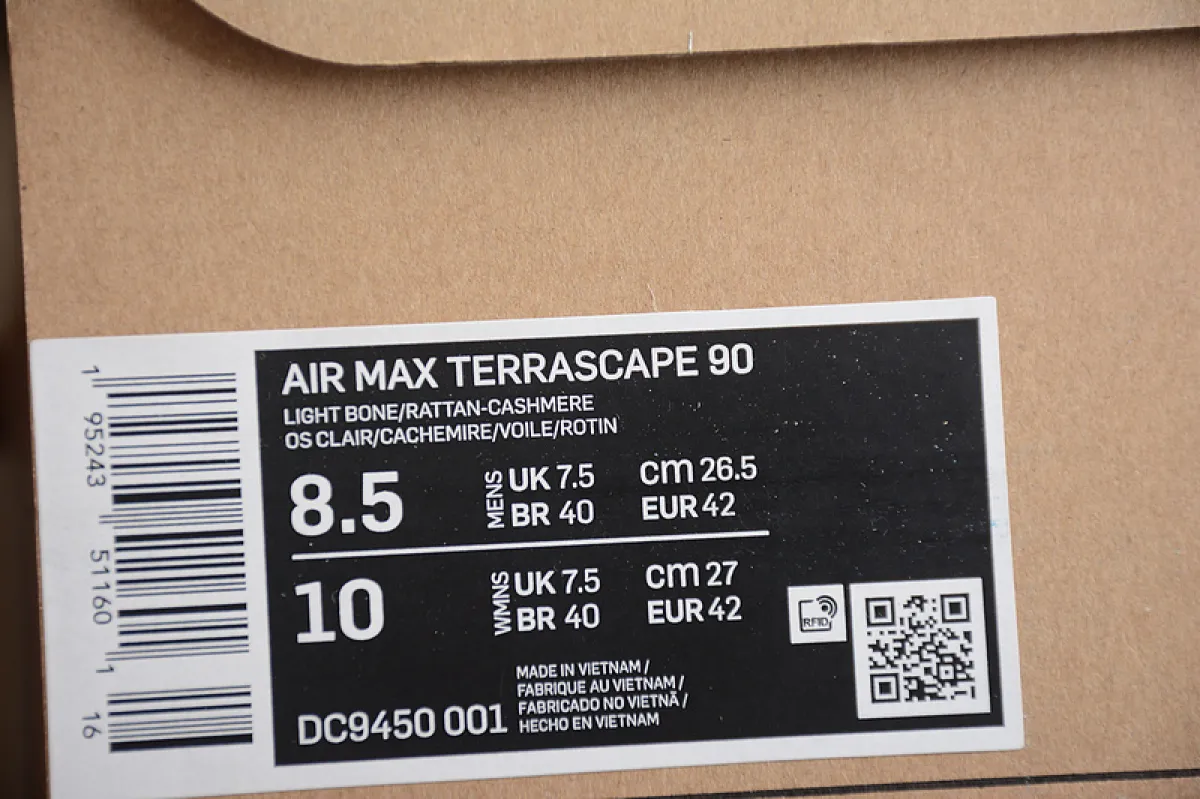 AIR MAX TERRASCAPE 90
LIGHT BONE/RATTAN-CASHMERE
OS CLAIR/CACHEMIRE/VOILE/ROTIN
8.5
MENS
UK 7.5
cm 26.5
BR 40
EUR 42
10
WMNS
UK 7.5
cm 27
BR 40
EUR 42
RFID
MADE IN VIETNAM /
FABRIQUE AU VIETNAM /
FABRICADO NO VIETNÃ /
HECHO EN VIETNAM
DC9450 001
1 95243 51160 1 16